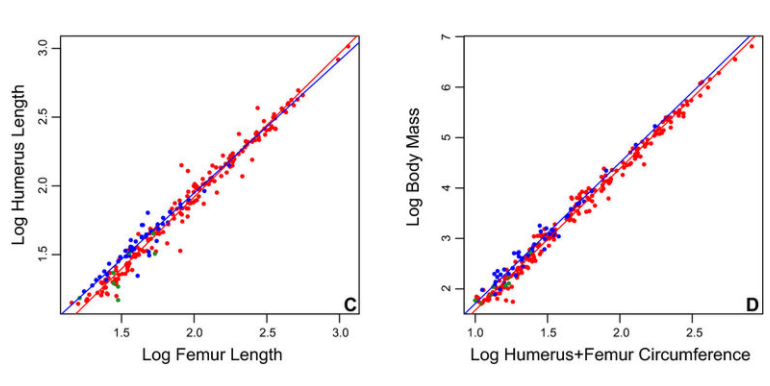 Log Humerus Length
3.0
2.5
2.0
1.5
1.5 2.0 2.5 3.0
Log Femur Length
C
Log Body Mass
7
6
5
4
3
2
1.0 1.5 2.0 2.5
Log Humerus+Femur Circumference
D